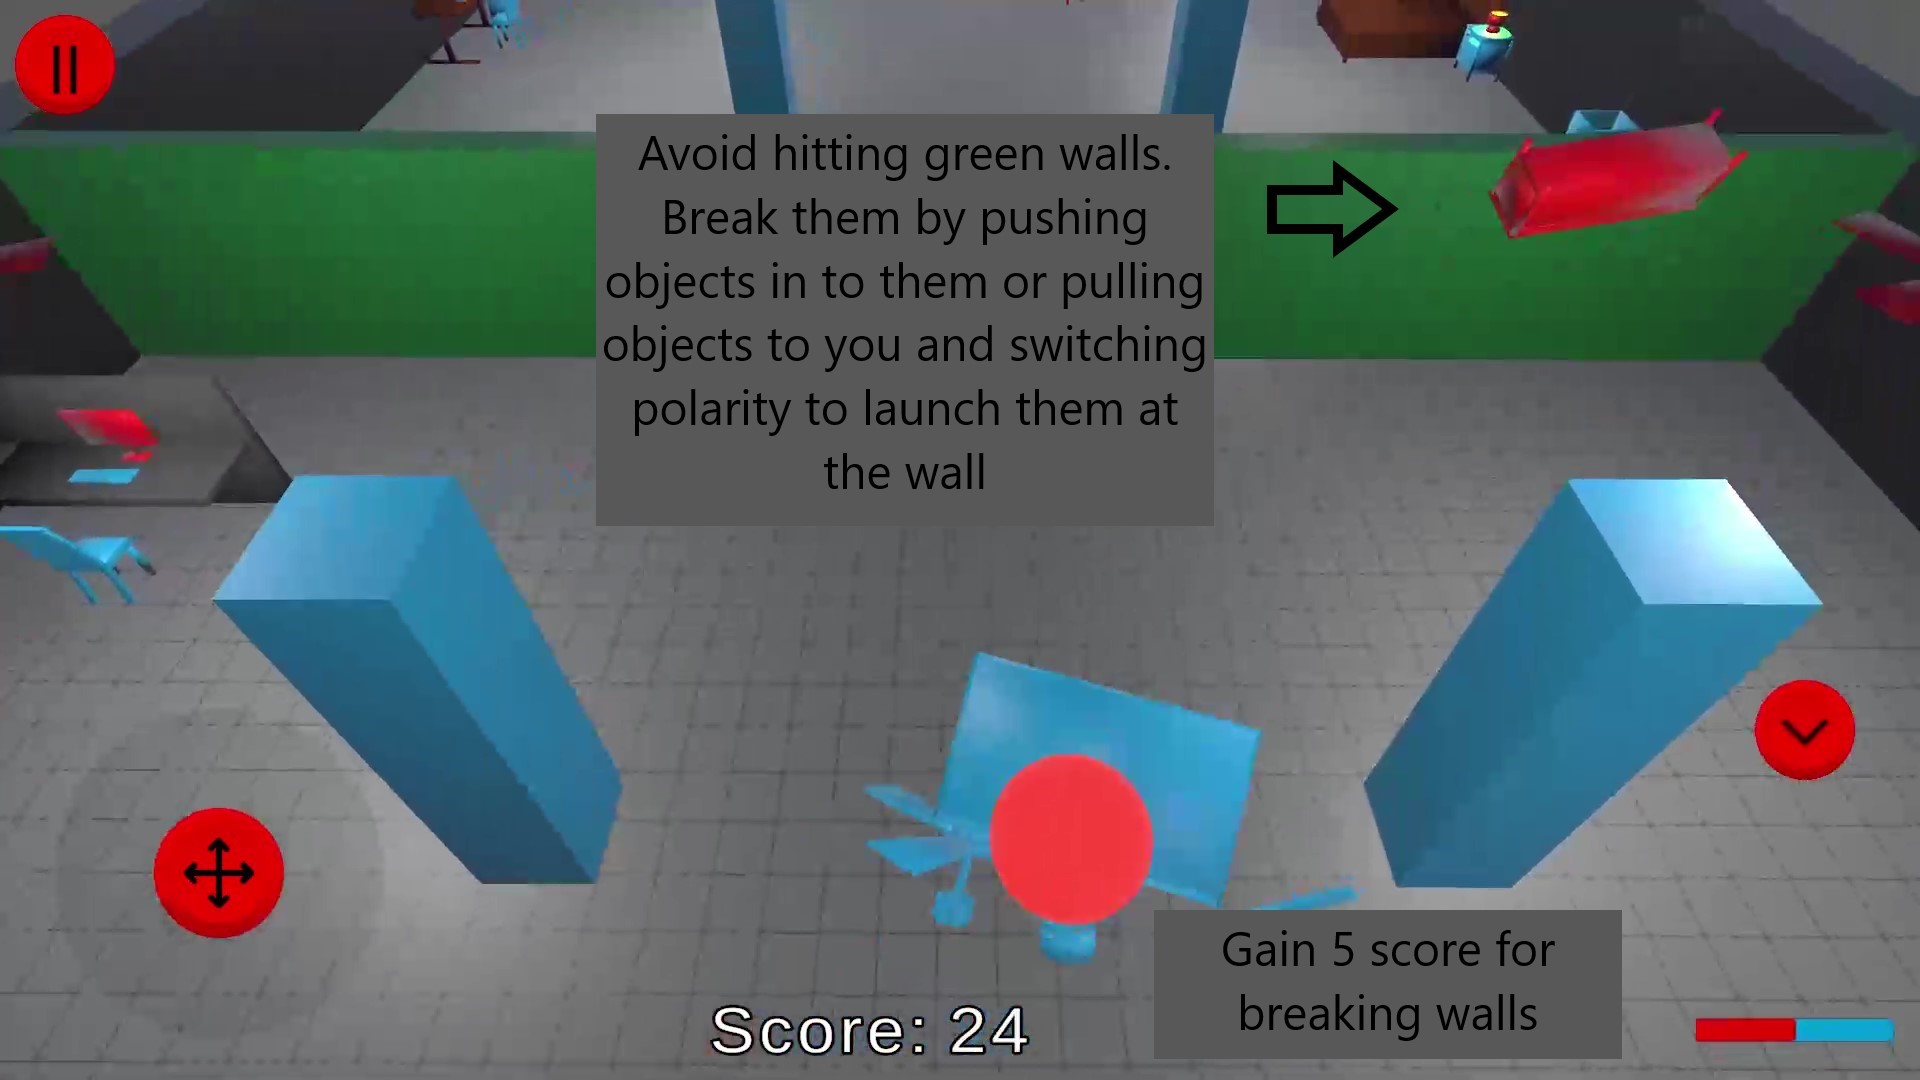 Avoid hitting green walls.
Break them by pushing
objects in to them or pulling
objects to you and switching
polarity to launch them at
the wall
Gain 5 score for
breaking walls
Score: 24